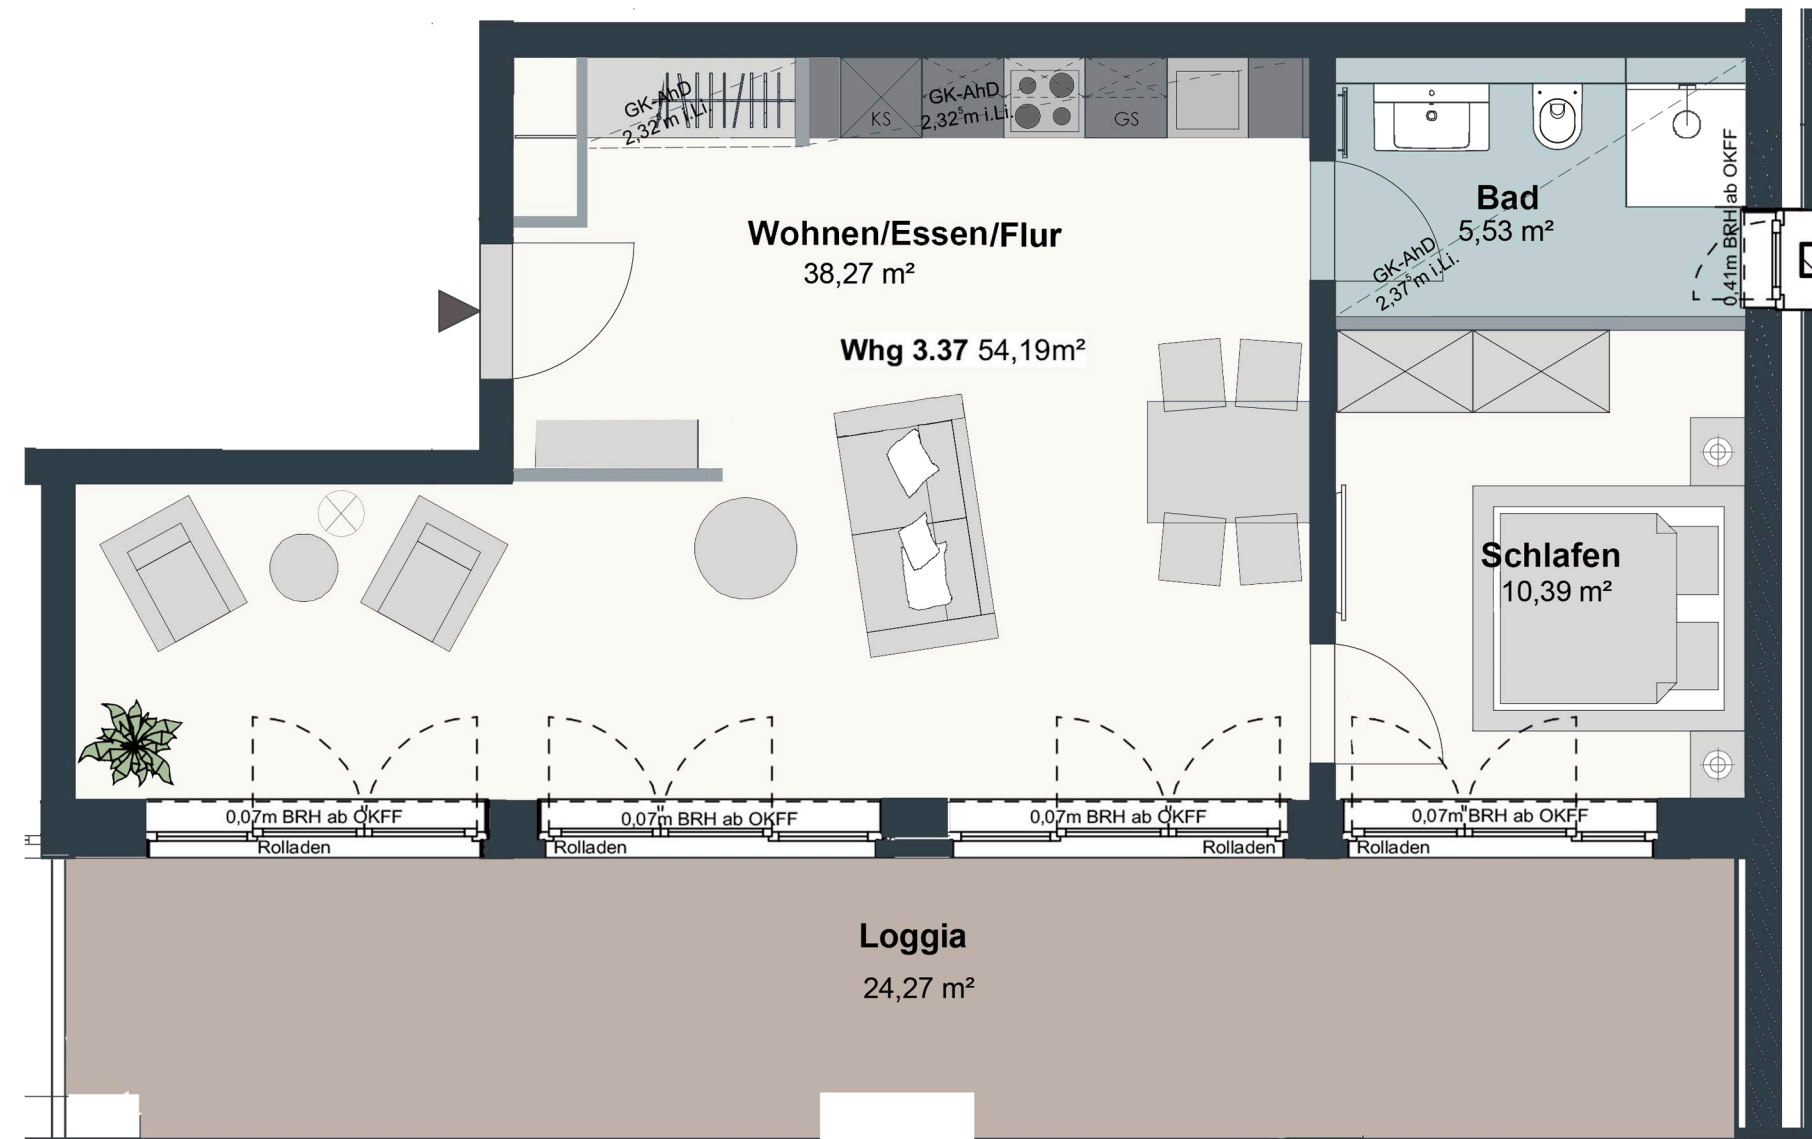 GK-AhD
2,32⁵m i.Li.
KS
GK-AhD
2,32⁵m i.Li.
GS
Bad
5,53 m²
GK-AhD
2,37⁵m i.Li.
0,41m BRH ab OKFF
Wohnen/Essen/Flur
38,27 m²
Whg 3.37 54,19m²
Schlafen
10,39 m²
0,07m BRH ab OKFF
Rolladen
0,07m BRH ab OKFF
Rolladen
0,07m BRH ab OKFF
Rolladen
0,07m BRH ab OKFF
Rolladen
Loggia
24,27 m²